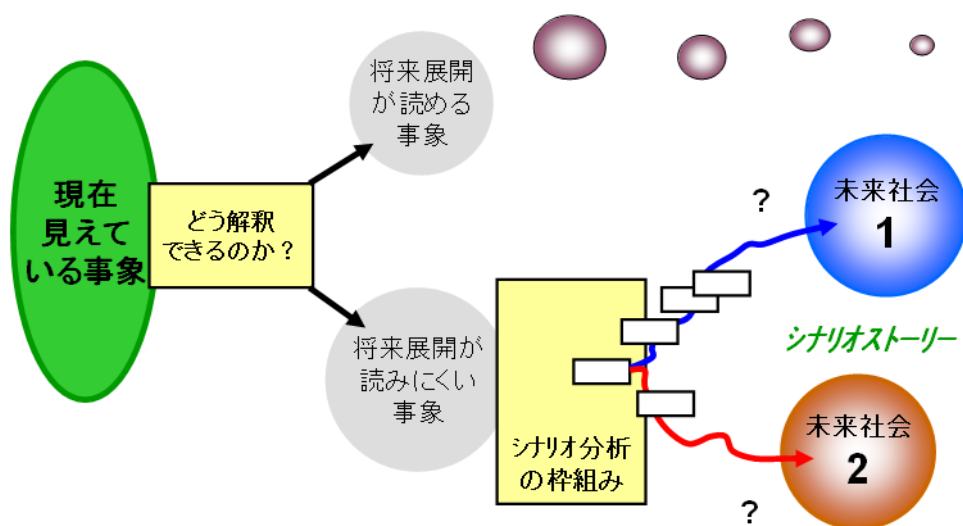 現在
見えて
いる事象
どう解釈
できるのか？
将来展開
が読める
事象
将来展開が
読みにくい
事象
シナリオ分析
の枠組み
？
未来社会
1
シナリオストーリー
未来社会
2
？